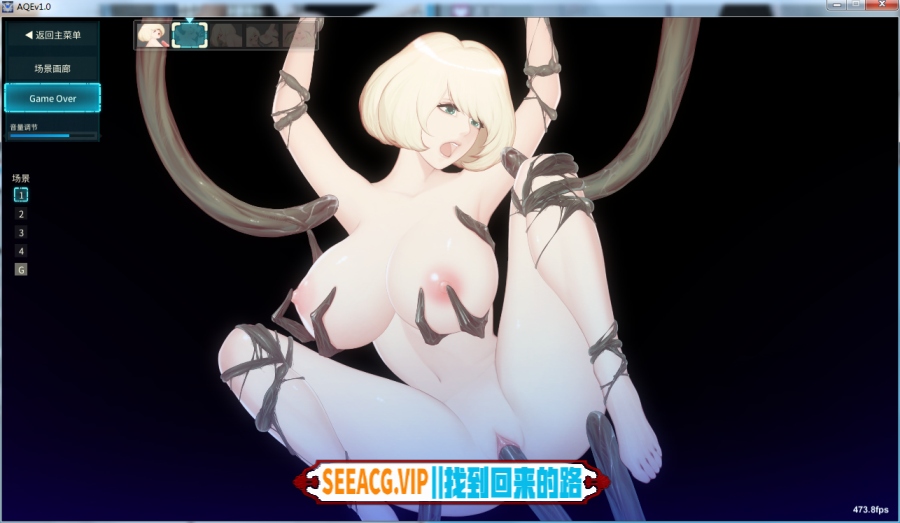 AQEv1.0
返回主菜单
场景画廊
Game Over
音量调节
场景
1
2
3
4
G
SEEACG.VIP||找到回来的路
473.8fps